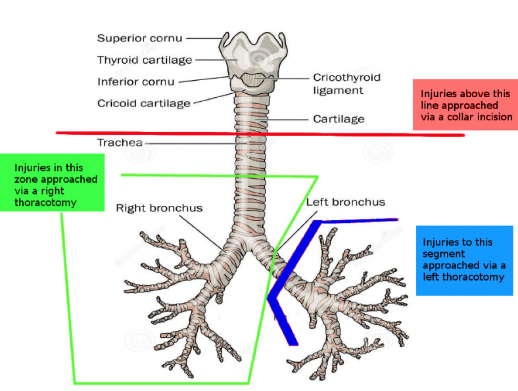 Superior cornu
Thyroid cartilage
Inferior cornu
Cricothyroid
ligament
Cricoid cartilage
Injuries above this
line approached
via a collar incision
Cartilage
Trachea
Injuries in this
zone approached
via a right
thoracotomy
Right bronchus
Left bronchus
Injuries to this
segment
approached via a
left thoracotomy